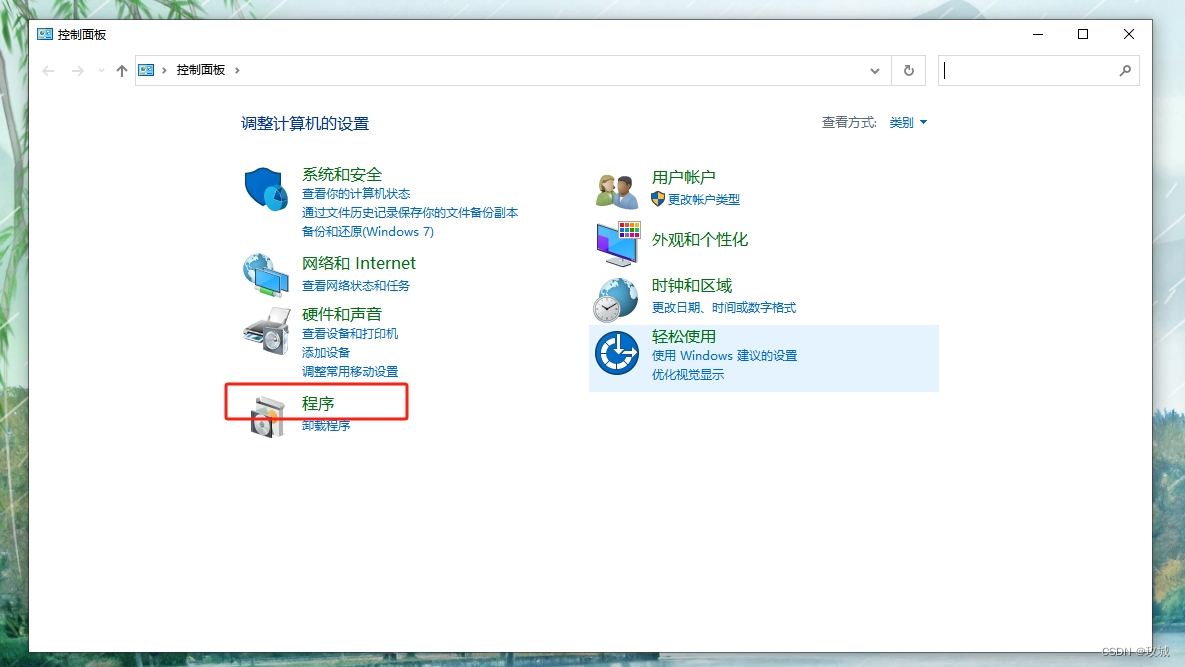 控制面板
控制面板
调整计算机的设置
查看方式: 类别
系统和安全
查看你的计算机状态
通过文件历史记录保存你的文件备份副本
备份和还原(Windows 7)
网络和 Internet
查看网络状态和任务
硬件和声音
查看设备和打印机
添加设备
调整常用移动设置
程序
卸载程序
用户帐户
更改帐户类型
外观和个性化
时钟和区域
更改日期、时间或数字格式
轻松使用
使用 Windows 建议的设置
优化视觉显示
CSDN @玟城